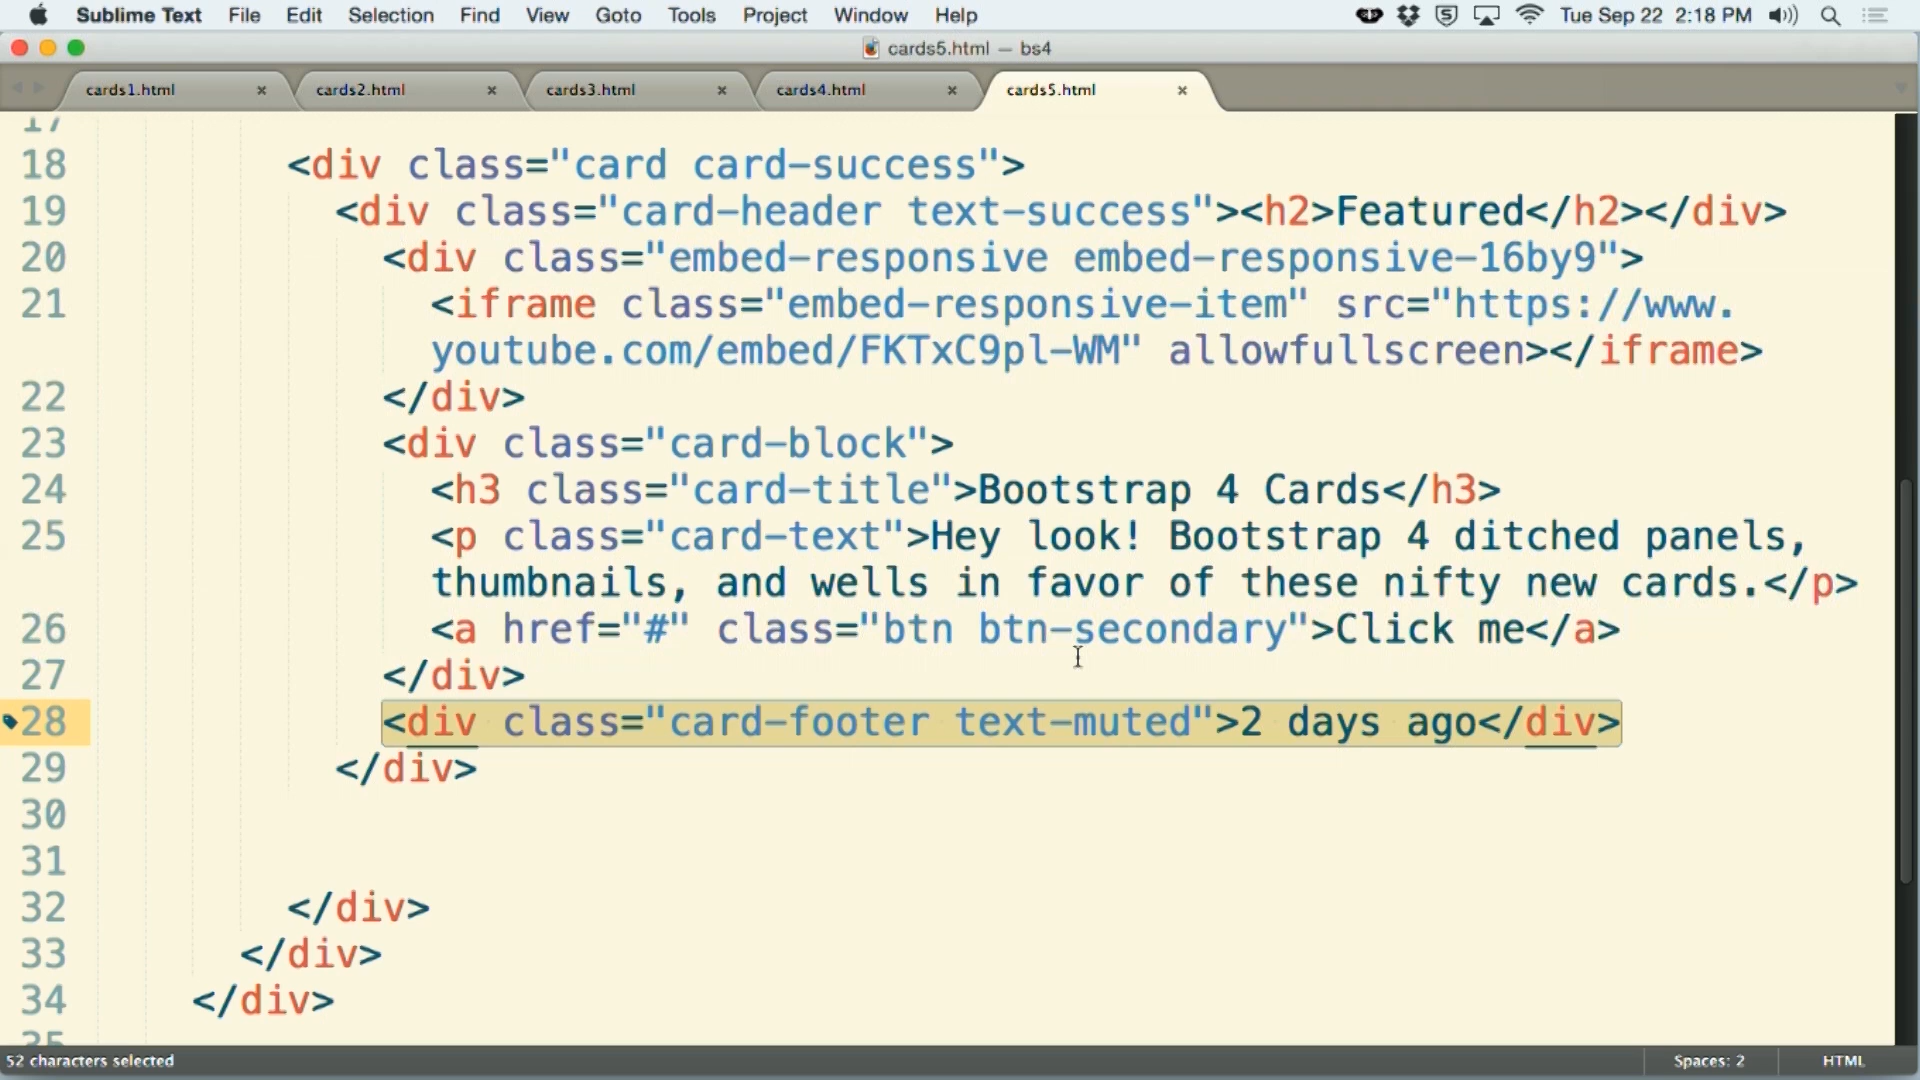 Sublime Text File Edit Selection Find View Goto Tools Project Window Help Tue Sep 22 2:18 PM
cards5.html — bs4
cards1.html cards2.html cards3.html cards4.html cards5.html
17
18 <div class="card card-success">
19 <div class="card-header text-success"><h2>Featured</h2></div>
20 <div class="embed-responsive embed-responsive-16by9">
21 <iframe class="embed-responsive-item" src="https://www.
youtube.com/embed/FKTxC9pl-WM" allowfullscreen></iframe>
22 </div>
23 <div class="card-block">
24 <h3 class="card-title">Bootstrap 4 Cards</h3>
25 <p class="card-text">Hey look! Bootstrap 4 ditched panels,
thumbnails, and wells in favor of these nifty new cards.</p>
26 <a href="#" class="btn btn-secondary">Click me</a>
27 </div>
28 <div class="card-footer text-muted">2 days ago</div>
29 </div>
30
31
32 </div>
33 </div>
34 </div>
35
52 characters selected Spaces: 2 HTML